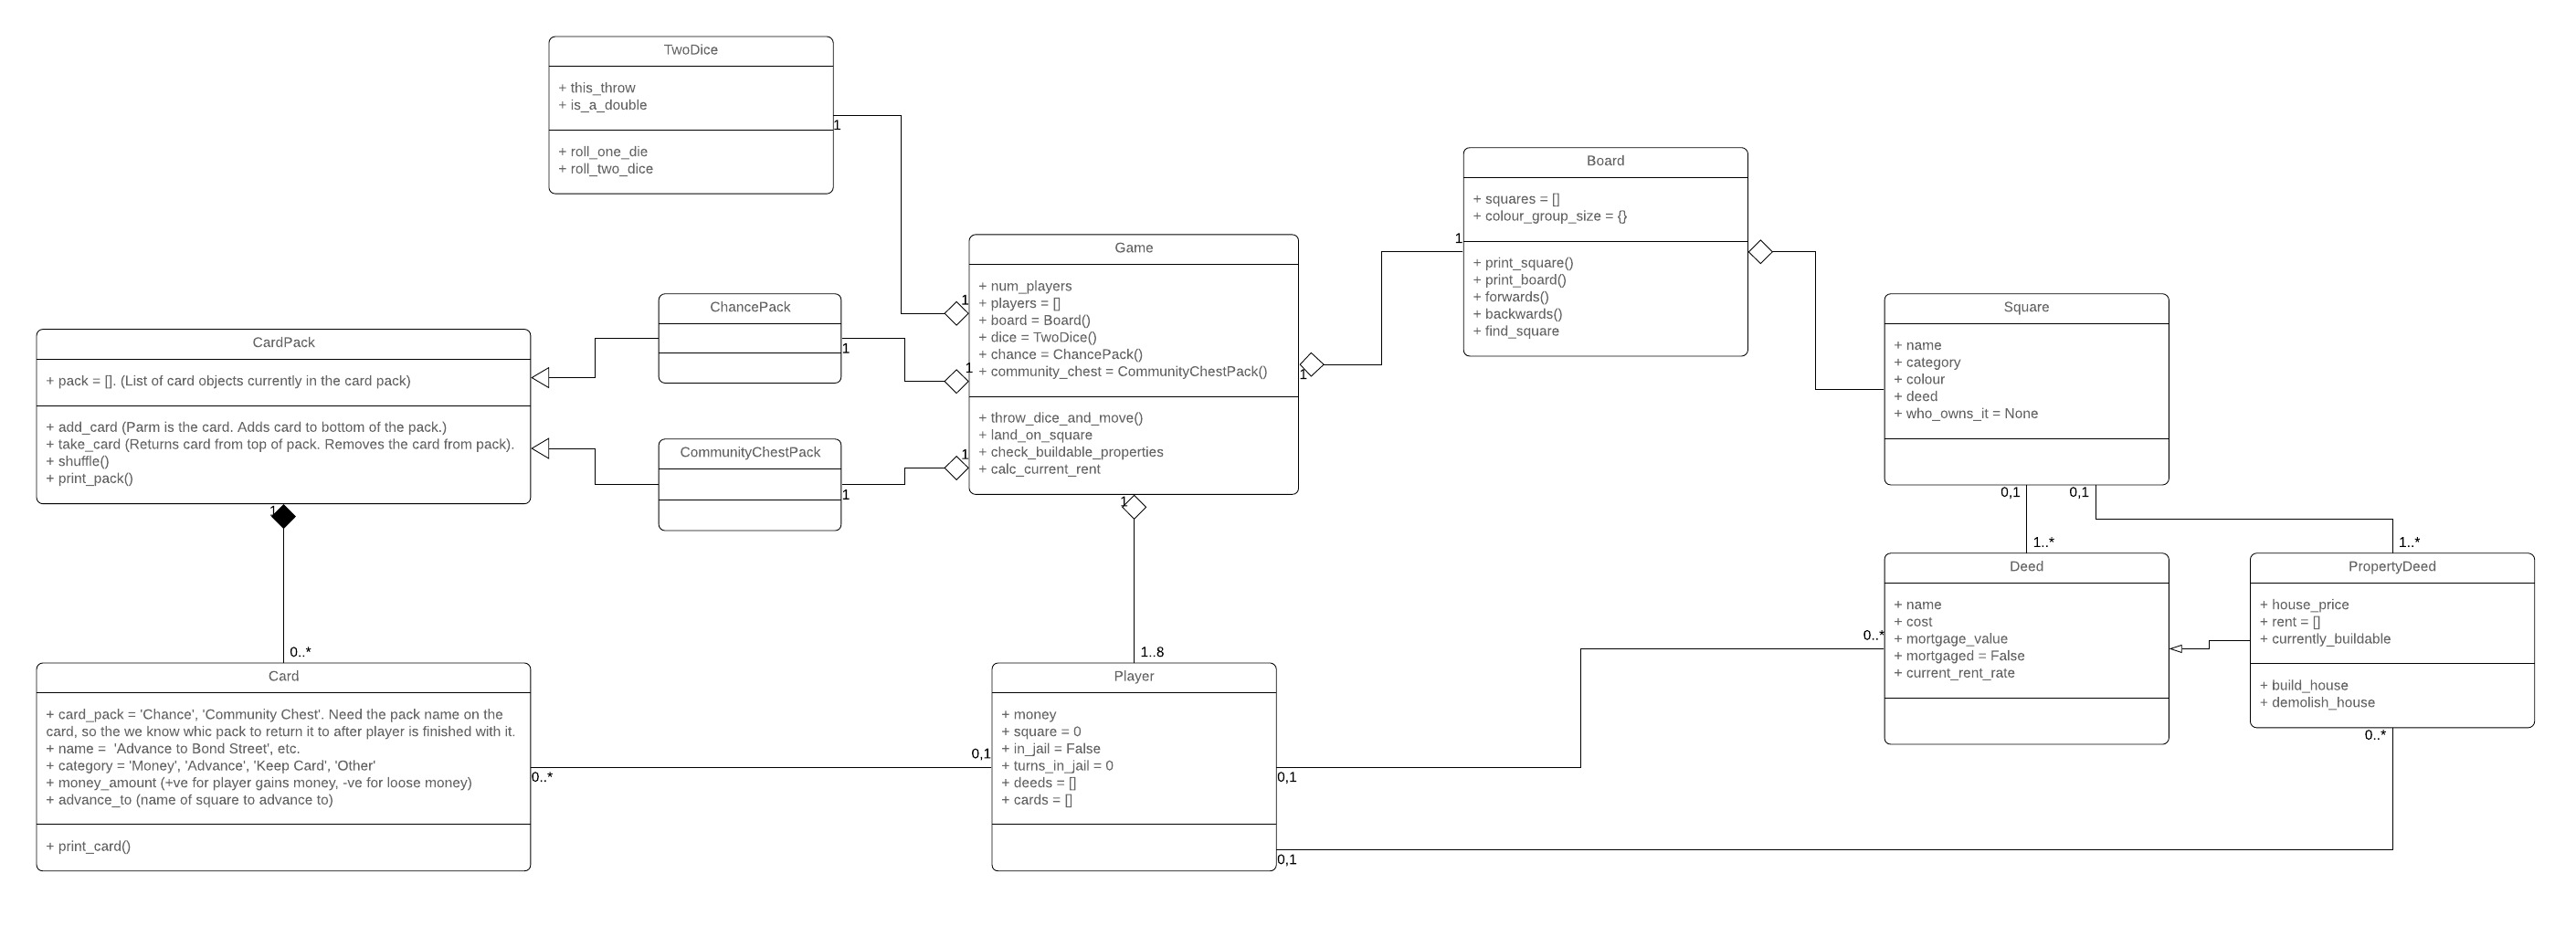 TwoDice
+ this_throw
+ is_a_double
+ roll_one_die
+ roll_two_dice
1
Board
+ squares = []
+ colour_group_size = {}
+ print_square()
+ print_board()
+ forwards()
+ backwards()
+ find_square
1
Game
+ num_players
+ players = []
+ board = Board()
+ dice = TwoDice()
+ chance = ChancePack()
+ community_chest = CommunityChestPack()
+ throw_dice_and_move()
+ land_on_square
+ check_buildable_properties
+ calc_current_rent
1
1
1
1
1
ChancePack
1
CommunityChestPack
1
CardPack
+ pack = []. (List of card objects currently in the card pack)
+ add_card (Parm is the card. Adds card to bottom of the pack.)
+ take_card (Returns card from top of pack. Removes the card from pack).
+ shuffle()
+ print_pack()
1
0..*
Square
+ name
+ category
+ colour
+ deed
+ who_owns_it = None
0,1
0,1
1..*
1..*
Card
+ card_pack = 'Chance', 'Community Chest'. Need the pack name on the
card, so the we know whic pack to return it to after player is finished with it.
+ name =  'Advance to Bond Street', etc.
+ category = 'Money', 'Advance', 'Keep Card', 'Other'
+ money_amount (+ve for player gains money, -ve for loose money)
+ advance_to (name of square to advance to)
+ print_card()
0..*
0,1
1..8
Player
+ money
+ square = 0
+ in_jail = False
+ turns_in_jail = 0
+ deeds = []
+ cards = []
0,1
0,1
0..*
Deed
+ name
+ cost
+ mortgage_value
+ mortgaged = False
+ current_rent_rate
PropertyDeed
+ house_price
+ rent = []
+ currently_buildable
+ build_house
+ demolish_house
0..*